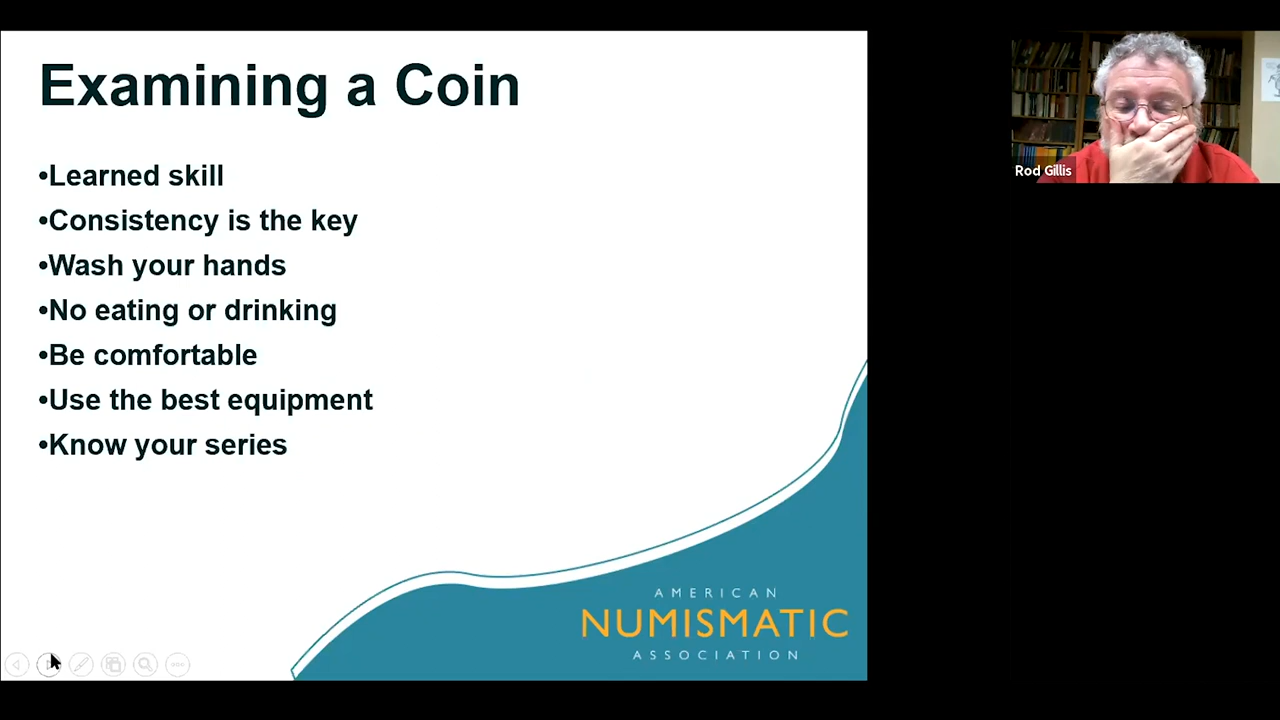 Examining a Coin
•Learned skill
•Consistency is the key
•Wash your hands
•No eating or drinking
•Be comfortable
•Use the best equipment
•Know your series
AMERICAN
NUMISMATIC
ASSOCIATION
Rod Gillis